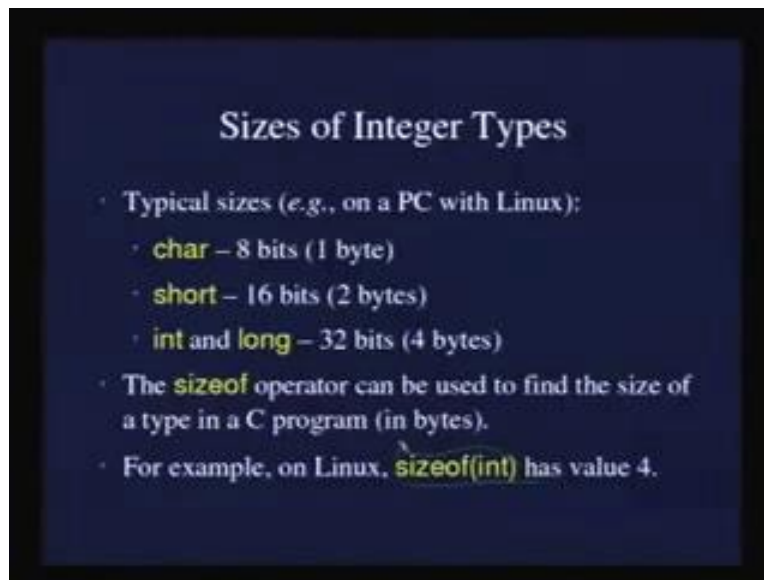 Sizes of Integer Types
· Typical sizes (e.g., on a PC with Linux):
· char – 8 bits (1 byte)
· short – 16 bits (2 bytes)
· int and long – 32 bits (4 bytes)
· The sizeof operator can be used to find the size of
a type in a C program (in bytes).
· For example, on Linux, sizeof(int) has value 4.